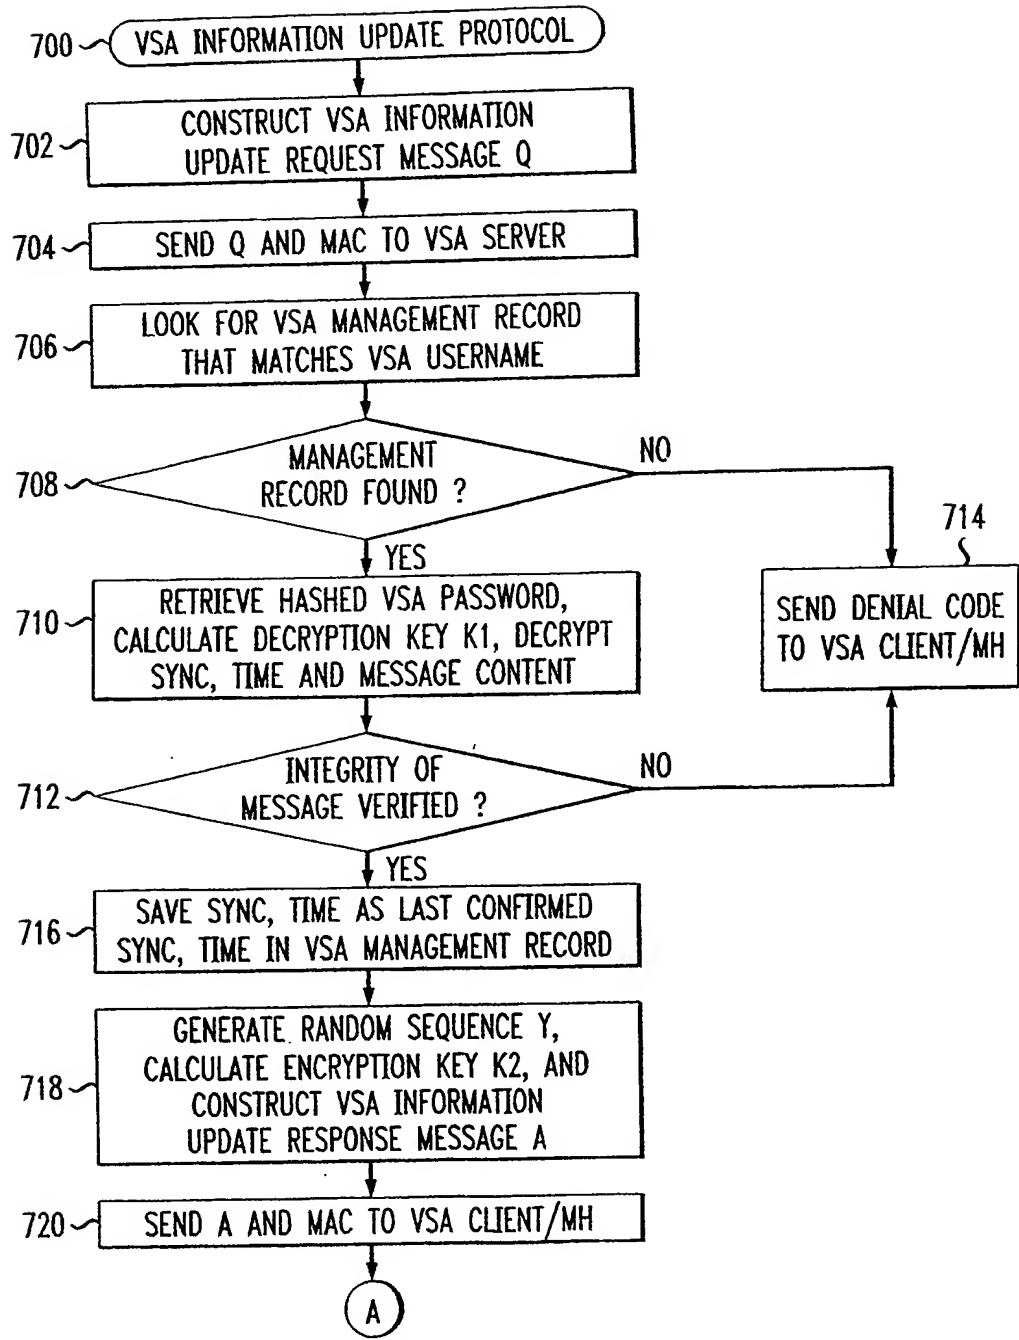 700
VSA INFORMATION UPDATE PROTOCOL
702
CONSTRUCT VSA INFORMATION
UPDATE REQUEST MESSAGE Q
704
SEND Q AND MAC TO VSA SERVER
706
LOOK FOR VSA MANAGEMENT RECORD
THAT MATCHES VSA USERNAME
708
MANAGEMENT
RECORD FOUND ?
NO
YES
710
RETRIEVE HASHED VSA PASSWORD,
CALCULATE DECRYPTION KEY K1, DECRYPT
SYNC, TIME AND MESSAGE CONTENT
714
SEND DENIAL CODE
TO VSA CLIENT/MH
712
INTEGRITY OF
MESSAGE VERIFIED ?
NO
YES
716
SAVE SYNC, TIME AS LAST CONFIRMED
SYNC, TIME IN VSA MANAGEMENT RECORD
718
GENERATE RANDOM SEQUENCE Y,
CALCULATE ENCRYPTION KEY K2, AND
CONSTRUCT VSA INFORMATION
UPDATE RESPONSE MESSAGE A
720
SEND A AND MAC TO VSA CLIENT/MH
A